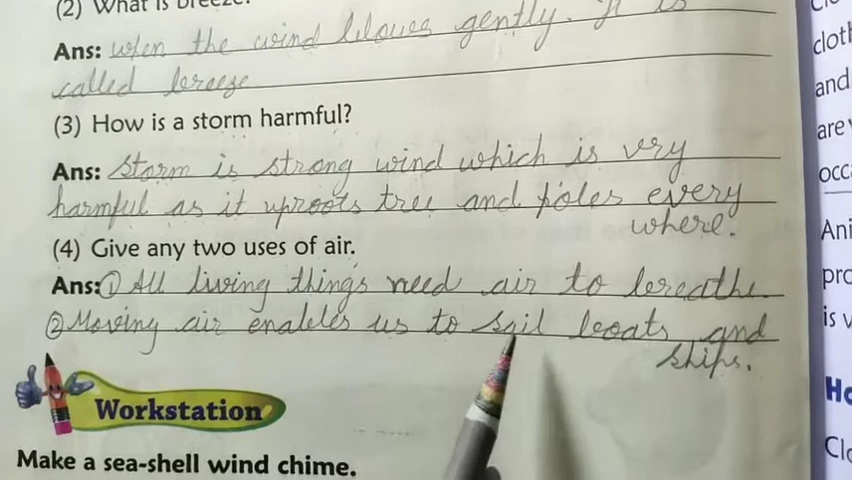 (2) What is breeze?
Ans: when the wind blows gently. It is
called breeze
(3) How is a storm harmful?
Ans: Storm is strong wind which is very
harmful as it uproots tree and poles every
where.
(4) Give any two uses of air.
Ans: ① All living things need air to breathe.
② Moving air enables us to sail boats and
ships.
Workstation
Make a sea-shell wind chime.
cloth
and
are
occ
Ani
pro
is
Ho
Clo